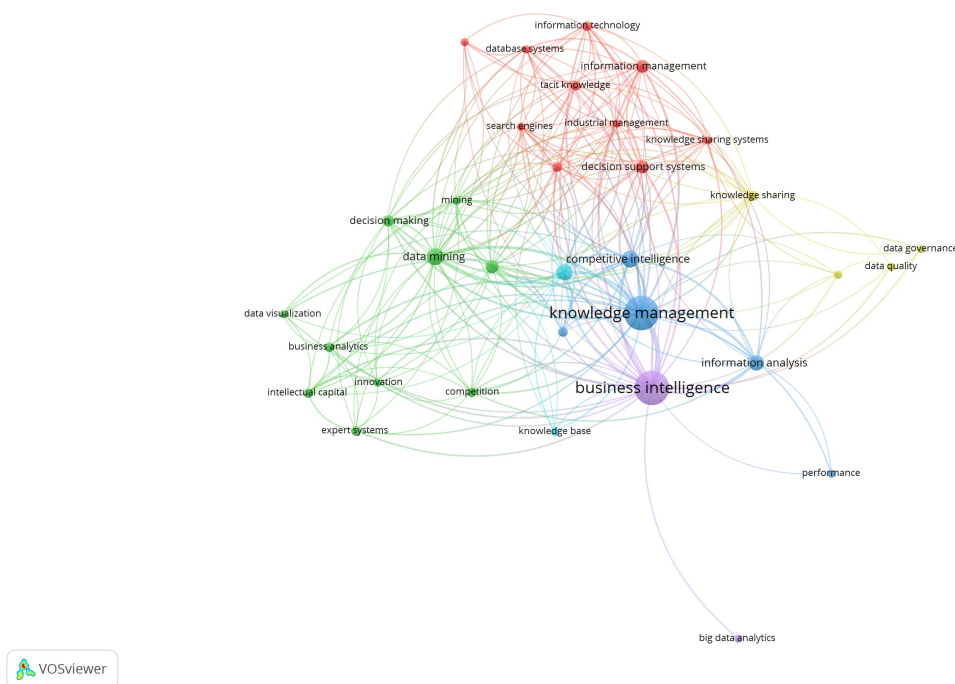 information technology
database systems
information management
tacit knowledge
search engines
industrial management
knowledge sharing systems
decision support systems
knowledge sharing
mining
decision making
data governance
data mining
competitive intelligence
data quality
data visualization
knowledge management
business analytics
information analysis
innovation
intellectual capital
competition
business intelligence
expert systems
knowledge base
performance
big data analytics
VOSviewer